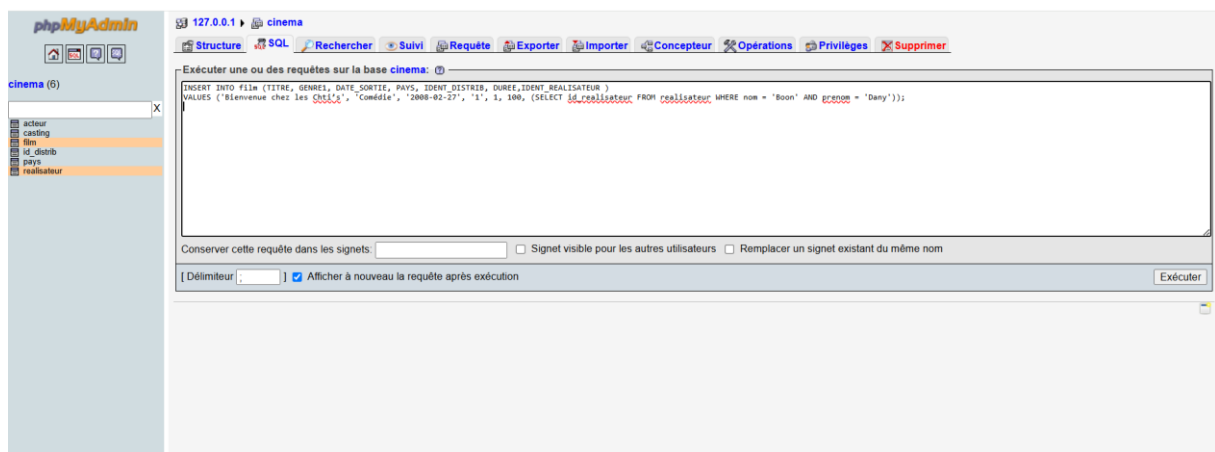 phpMyAdmin
127.0.0.1 ▸ cinema
Structure SQL Rechercher Suivi Requête Exporter Importer Concepteur Opérations Privilèges Supprimer
cinema (6)
X
acteur
casting
film
id_distrib
pays
realisateur
Exécuter une ou des requêtes sur la base cinema:
INSERT INTO film (TITRE, GENRE1, DATE_SORTIE, PAYS, IDENT_DISTRIB, DUREE,IDENT_REALISATEUR )
VALUES ('Bienvenue chez les Chti’s', 'Comédie', '2008-02-27', '1', 1, 100, (SELECT id_realisateur FROM realisateur WHERE nom = 'Boon' AND prenom = 'Dany'));
Conserver cette requête dans les signets: Signet visible pour les autres utilisateurs Remplacer un signet existant du même nom
[ Délimiteur ; ] Afficher à nouveau la requête après exécution Exécuter